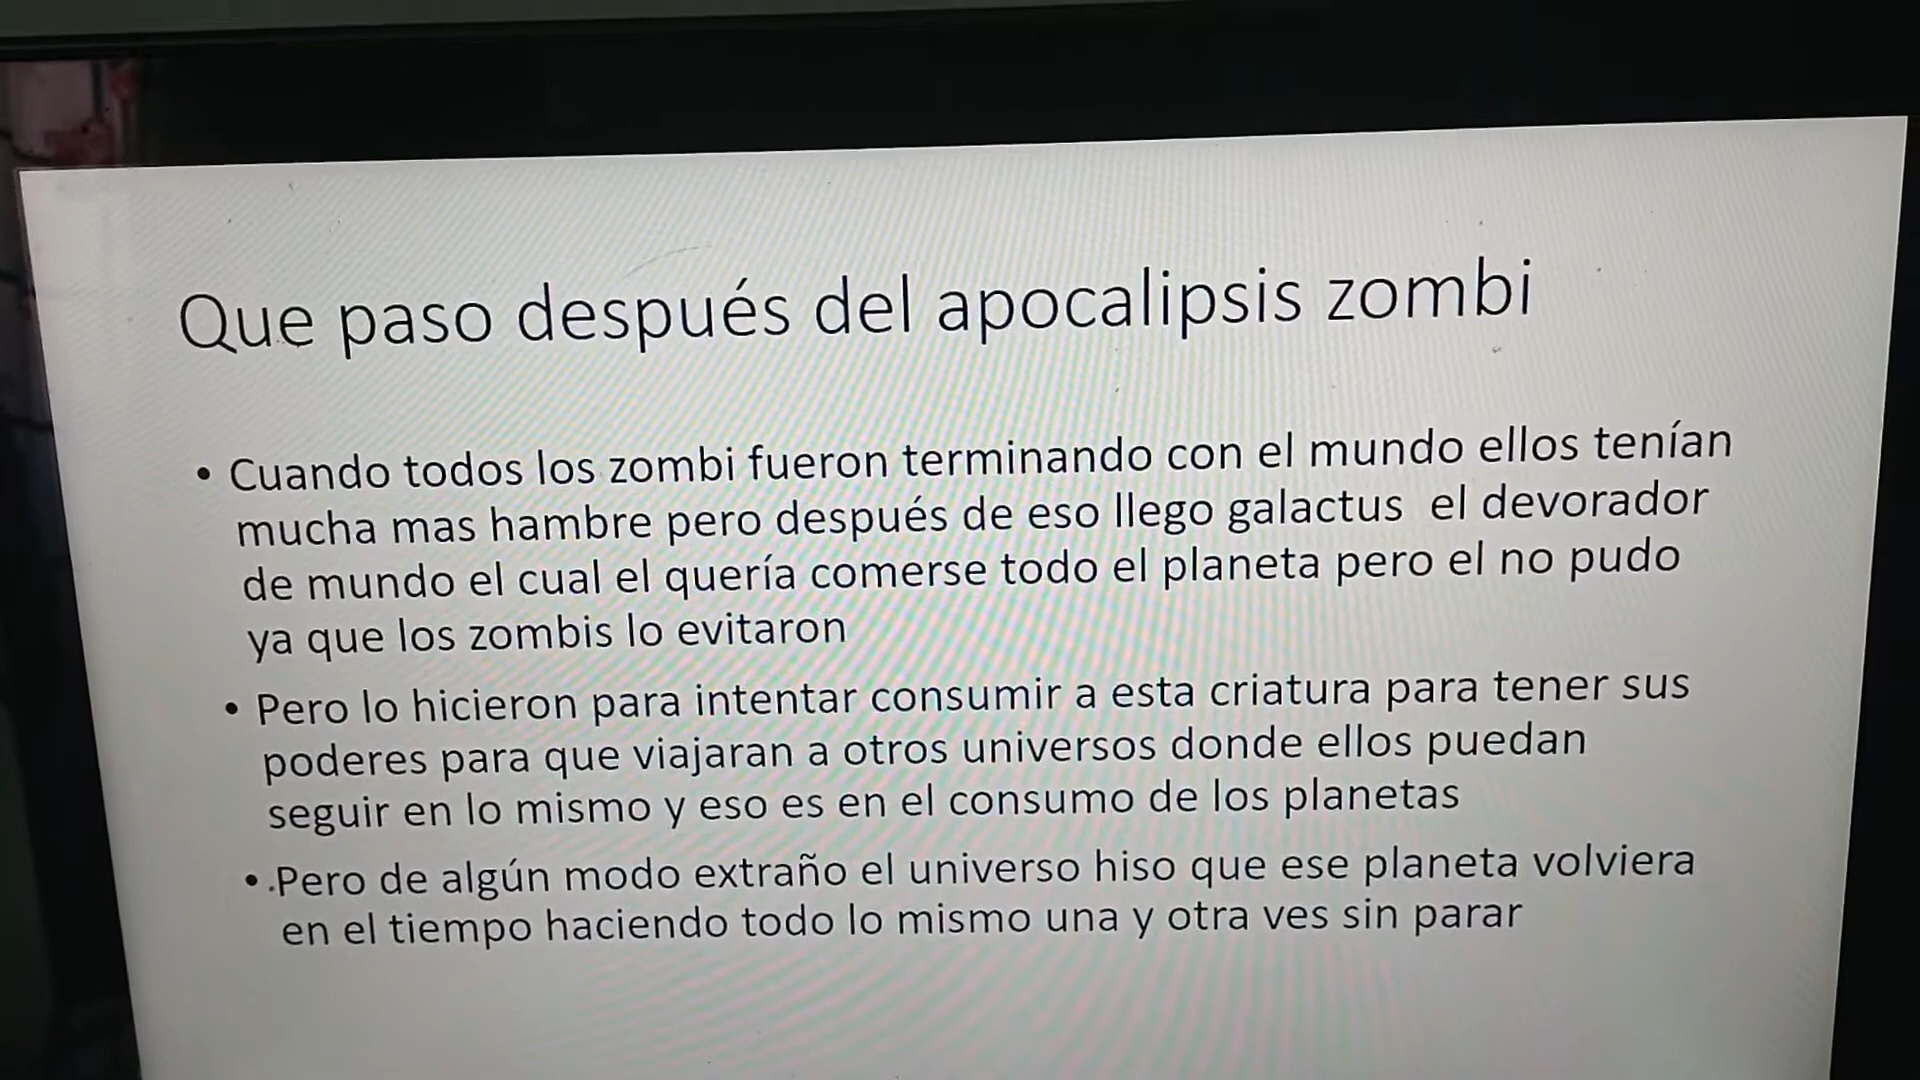 Que paso después del apocalipsis zombi
• Cuando todos los zombi fueron terminando con el mundo ellos tenían
mucha mas hambre pero después de eso llego galactus el devorador
de mundo el cual el quería comerse todo el planeta pero el no pudo
ya que los zombis lo evitaron
• Pero lo hicieron para intentar consumir a esta criatura para tener sus
poderes para que viajaran a otros universos donde ellos puedan
seguir en lo mismo y eso es en el consumo de los planetas
• .Pero de algún modo extraño el universo hiso que ese planeta volviera
en el tiempo haciendo todo lo mismo una y otra ves sin parar